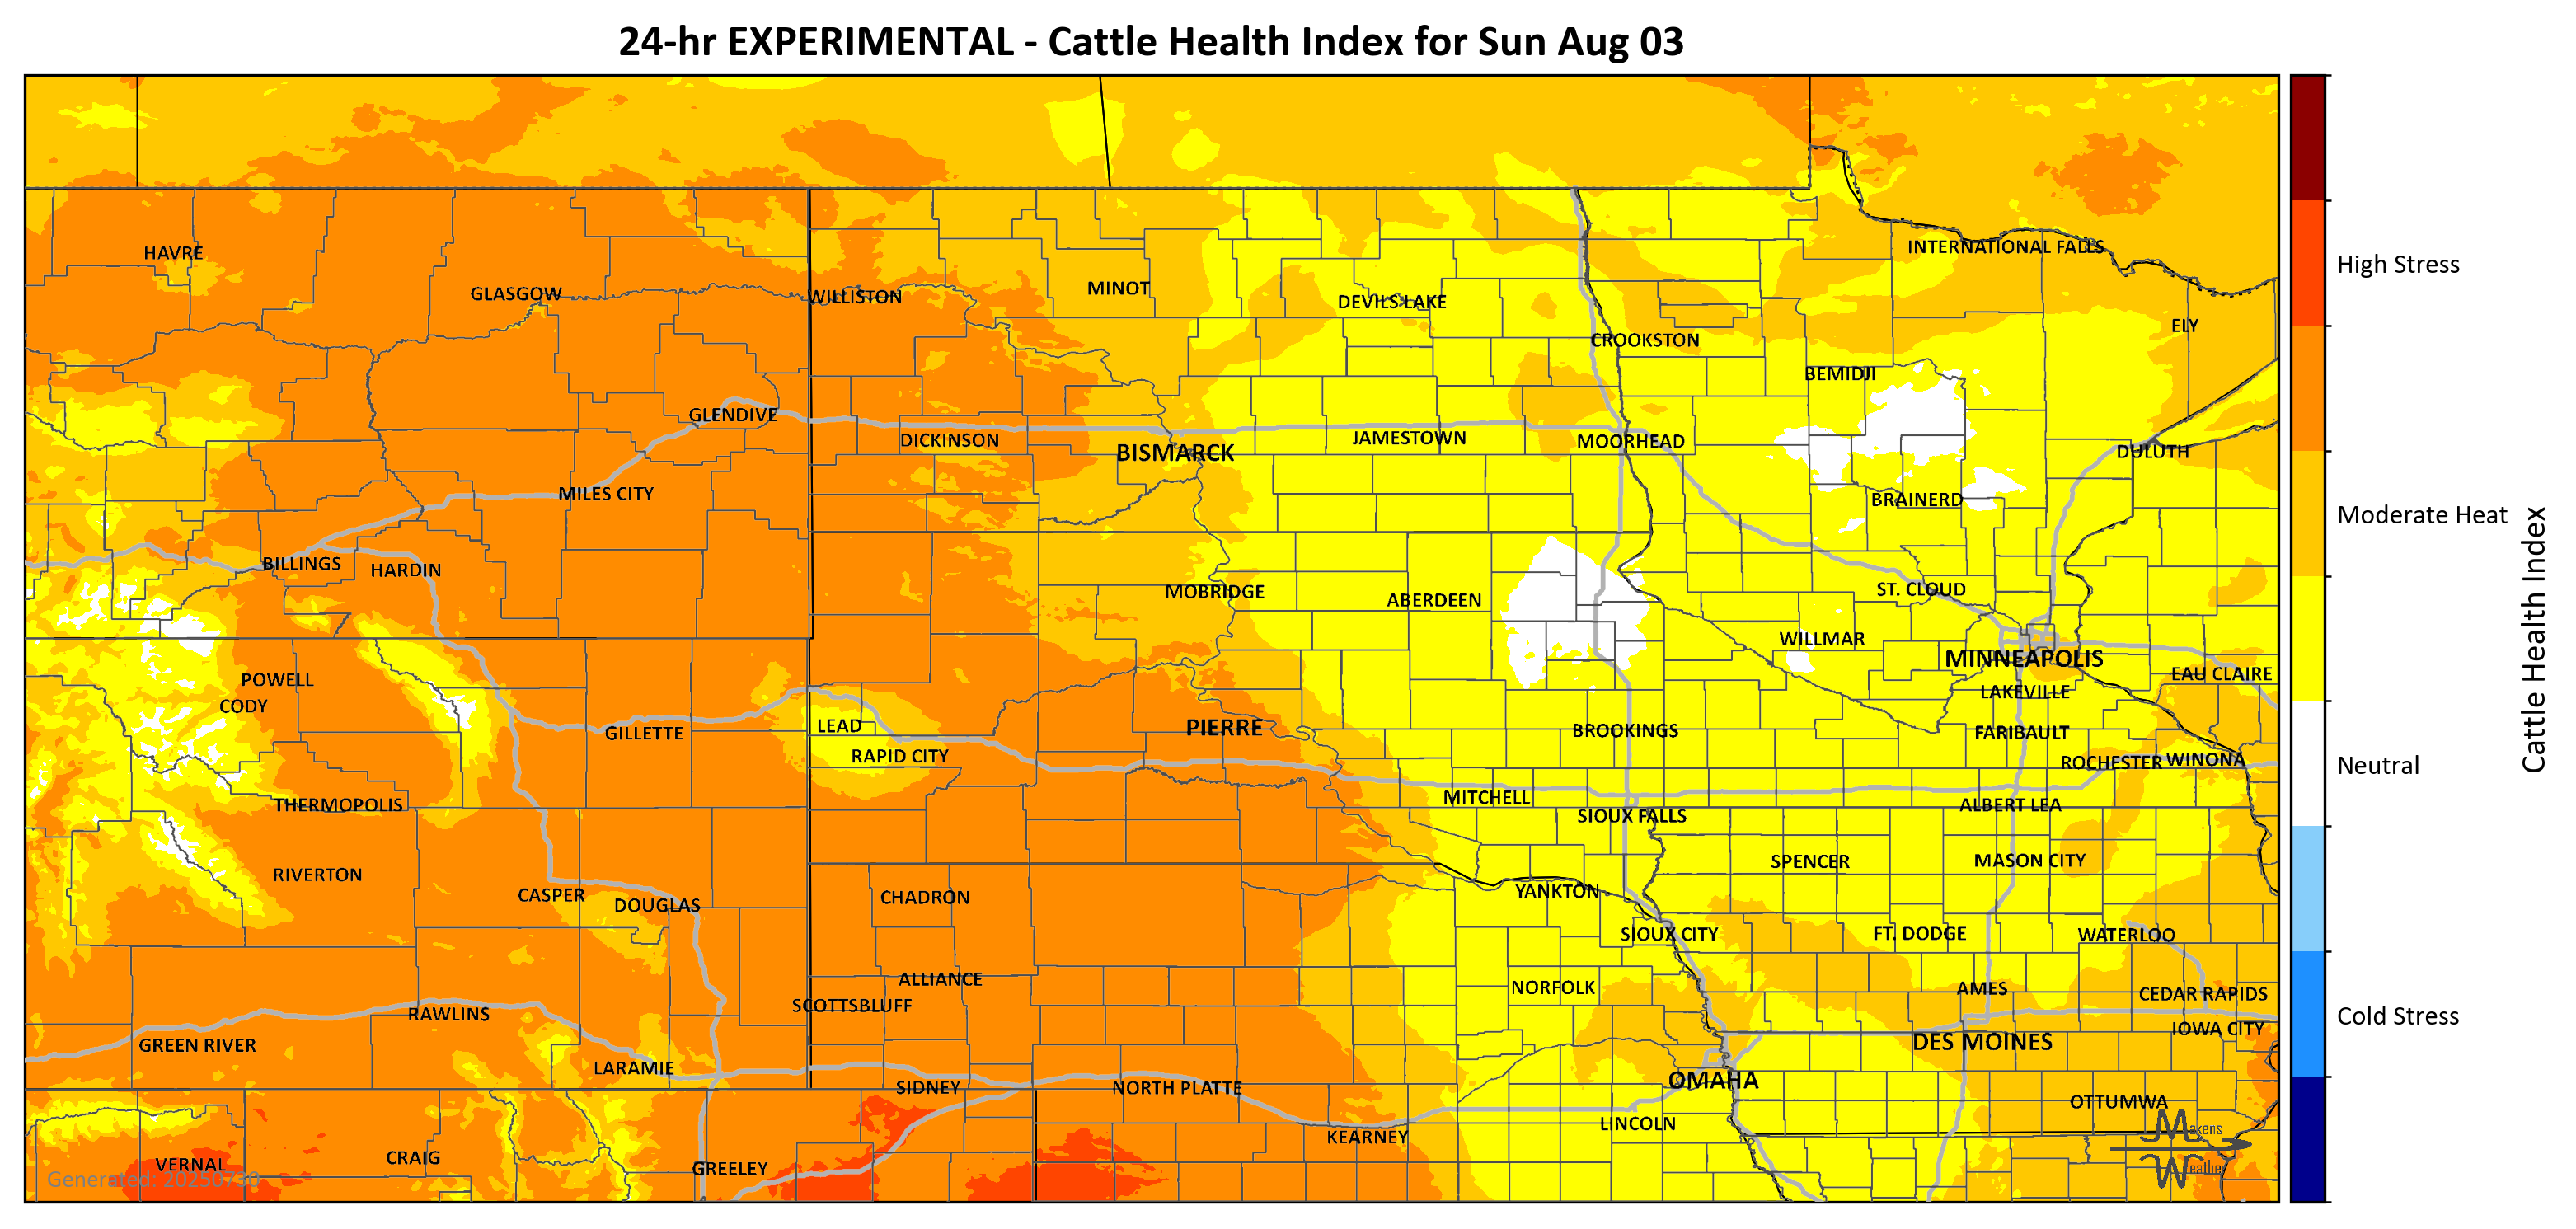 24-hr EXPERIMENTAL - Cattle Health Index for Sun Aug 03
HAVRE
INTERNATIONAL FALLS
GLASGOW
WILLISTON
MINOT
DEVILS LAKE
ELY
CROOKSTON
BEMIDJI
GLENDIVE
DICKINSON
BISMARCK
JAMESTOWN
MOORHEAD
DULUTH
MILES CITY
BRAINERD
BILLINGS
HARDIN
MOBRIDGE
ABERDEEN
ST. CLOUD
WILLMAR
MINNEAPOLIS
EAU CLAIRE
POWELL
CODY
LAKEVILLE
GILLETTE
LEAD
PIERRE
BROOKINGS
FARIBAULT
RAPID CITY
ROCHESTER
WINONA
THERMOPOLIS
MITCHELL
ALBERT LEA
SIOUX FALLS
RIVERTON
SPENCER
MASON CITY
CASPER
DOUGLAS
CHADRON
YANKTON
SIOUX CITY
FT. DODGE
WATERLOO
ALLIANCE
NORFOLK
AMES
CEDAR RAPIDS
SCOTTSBLUFF
RAWLINS
IOWA CITY
GREEN RIVER
DES MOINES
LARAMIE
SIDNEY
NORTH PLATTE
OMAHA
OTTUMWA
LINCOLN
KEARNEY
VERNAL
CRAIG
GREELEY
Generated: 20250730
Makens
Weather
High Stress
Moderate Heat
Neutral
Cold Stress
Cattle Health Index